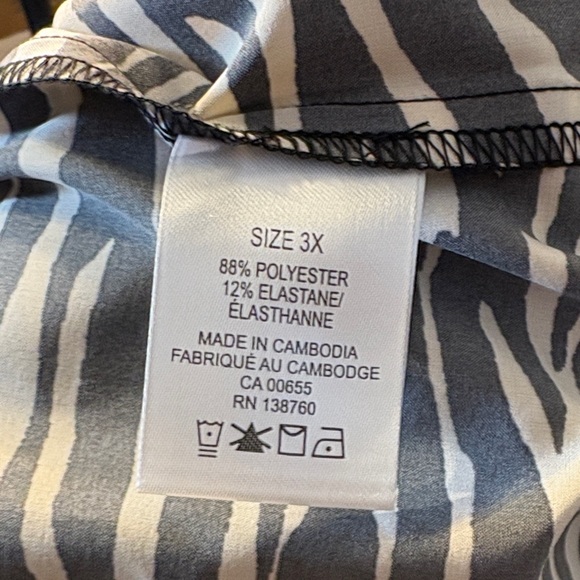 SIZE 3X
88% POLYESTER
12% ELASTANE/
ÉLASTHANNE
MADE IN CAMBODIA
FABRIQUÉ AU CAMBODGE
CA 00655
RN 138760